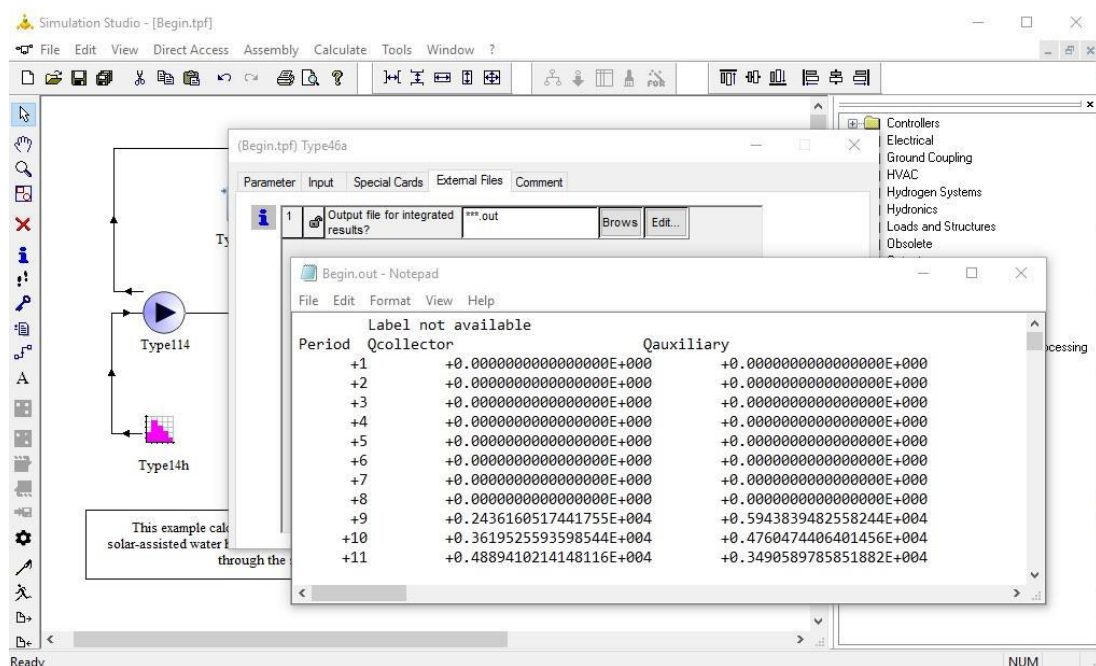 Simulation Studio - [Begin.tpf]
File Edit View Direct Access Assembly Calculate Tools Window ?
FOR
Controllers
Electrical
Ground Coupling
HVAC
Hydrogen Systems
Hydronics
Loads and Structures
Obsolete
(Begin.tpf) Type46a
Parameter Input Special Cards External Files Comment
1 Output file for integrated results? ***.out Brows Edit...
Begin.out - Notepad
File Edit Format View Help
Label not available
Period Qcollector Qauxiliary
+1 +0.0000000000000000E+000 +0.0000000000000000E+000
+2 +0.0000000000000000E+000 +0.0000000000000000E+000
+3 +0.0000000000000000E+000 +0.0000000000000000E+000
+4 +0.0000000000000000E+000 +0.0000000000000000E+000
+5 +0.0000000000000000E+000 +0.0000000000000000E+000
+6 +0.0000000000000000E+000 +0.0000000000000000E+000
+7 +0.0000000000000000E+000 +0.0000000000000000E+000
+8 +0.0000000000000000E+000 +0.0000000000000000E+000
+9 +0.2436160517441755E+004 +0.5943839482558244E+004
+10 +0.3619525593598544E+004 +0.4760474406401456E+004
+11 +0.4889410214148116E+004 +0.3490589785851882E+004
Type114
Type14h
This example calc
solar-assisted water h
through the s
ocessing
A
Ready
NUM